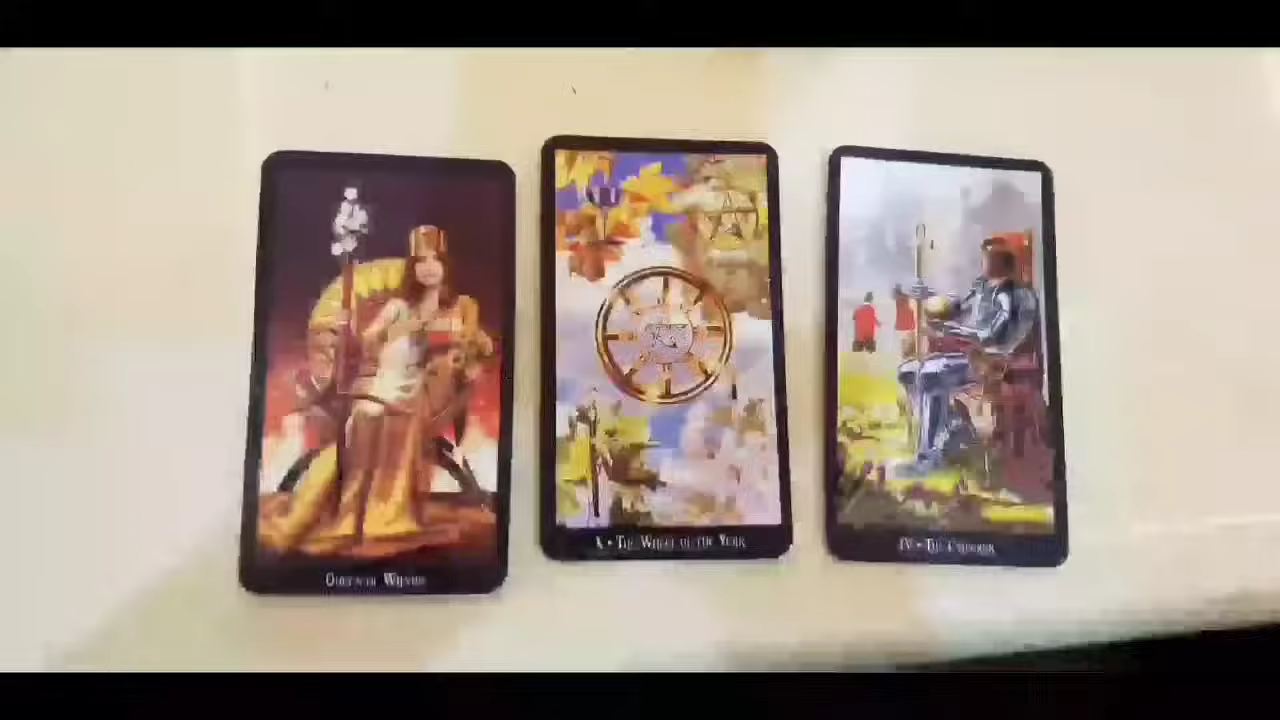 Queen of Wands
X • The Wheel of the Year
IV • The Emperor